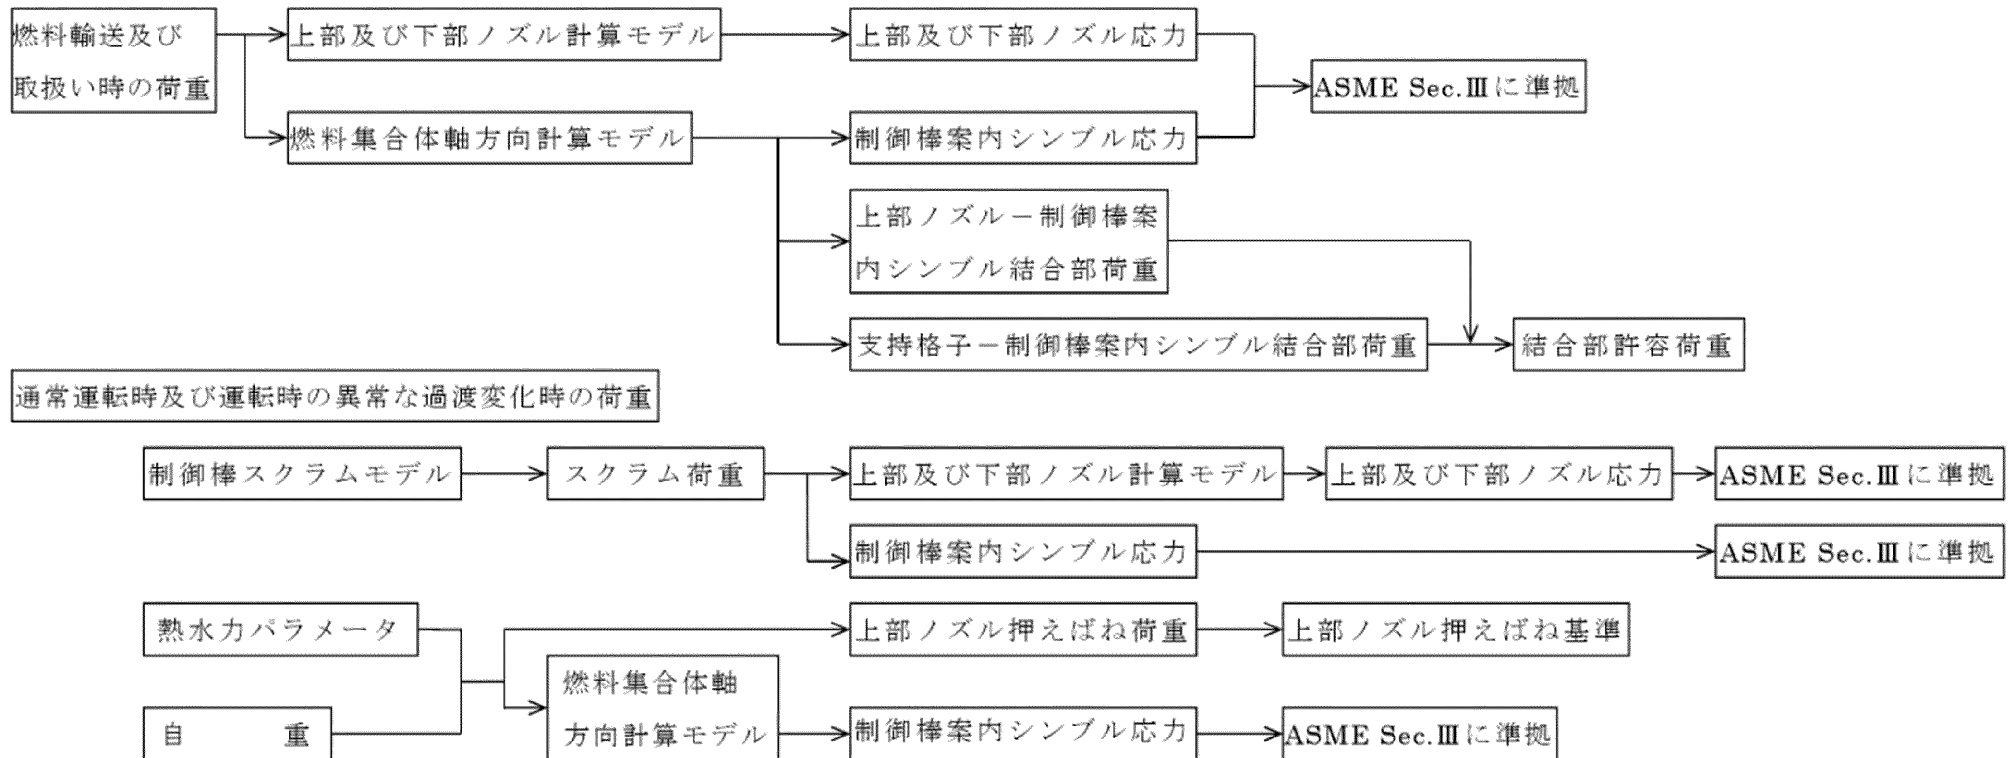 燃料輸送及び
取扱い時の荷重
上部及び下部ノズル計算モデル
上部及び下部ノズル応力
ASME Sec.Ⅲに準拠
燃料集合体軸方向計算モデル
制御棒案内シンブル応力
上部ノズル－制御棒案
内シンブル結合部荷重
支持格子－制御棒案内シンブル結合部荷重
結合部許容荷重
通常運転時及び運転時の異常な過渡変化時の荷重
制御棒スクラムモデル
スクラム荷重
上部及び下部ノズル計算モデル
上部及び下部ノズル応力
ASME Sec.Ⅲに準拠
制御棒案内シンブル応力
ASME Sec.Ⅲに準拠
熱水力パラメータ
上部ノズル押えばね荷重
上部ノズル押えばね基準
自 重
燃料集合体軸
方向計算モデル
制御棒案内シンブル応力
ASME Sec.Ⅲに準拠